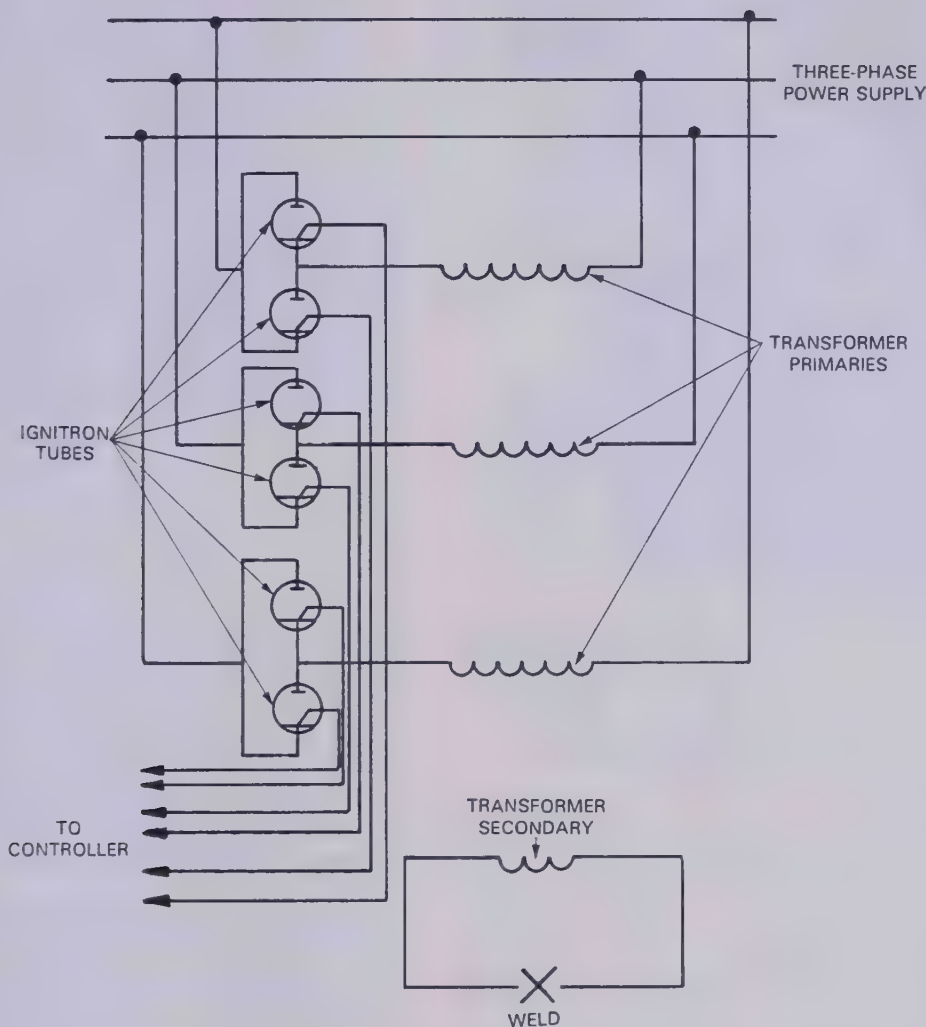 THREE-PHASE
POWER SUPPLY
TRANSFORMER
PRIMARIES
IGNITRON
TUBES
TRANSFORMER
SECONDARY
TO
CONTROLLER
WELD